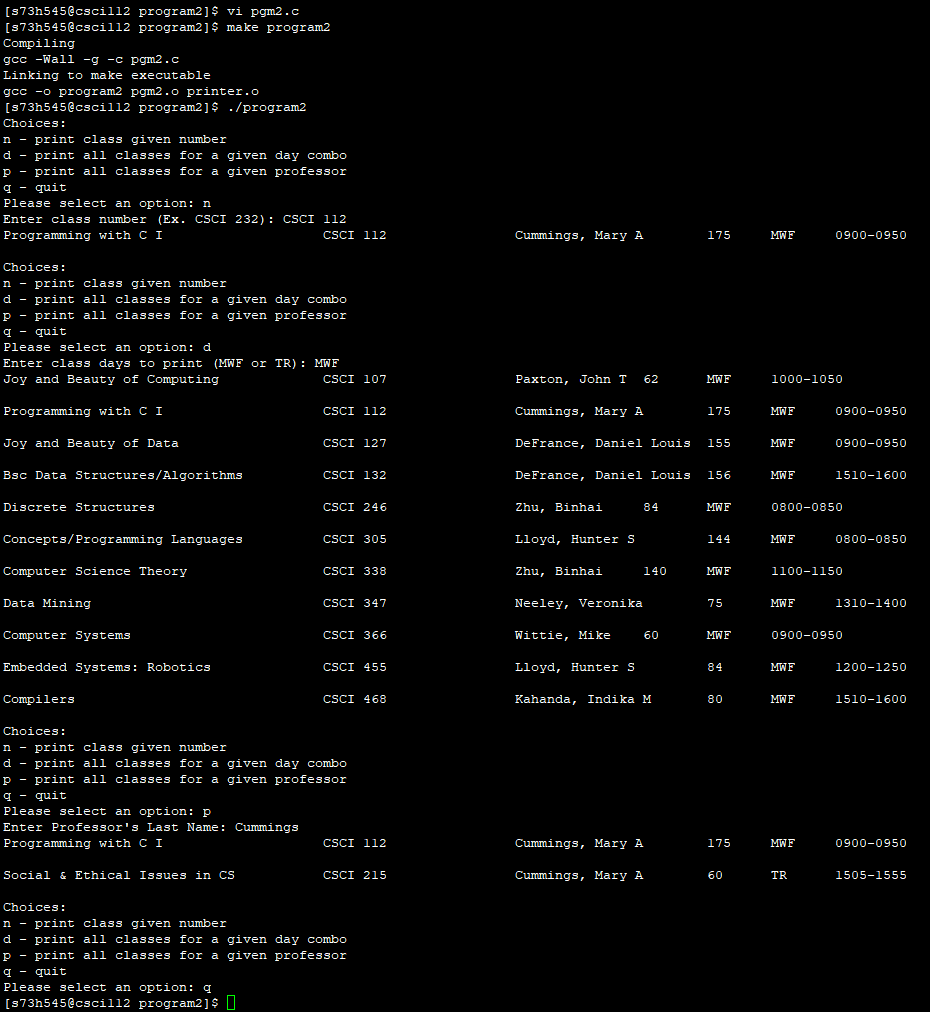 [s73h545@csci112 program2]$ vi pgm2.c
[s73h545@csci112 program2]$ make program2
Compiling
gcc -Wall -g -c pgm2.c
Linking to make executable
gcc -o program2 pgm2.o printer.o
[s73h545@csci112 program2]$ ./program2
Choices:
n - print class given number
d - print all classes for a given day combo
p - print all classes for a given professor
q - quit
Please select an option: n
Enter class number (Ex. CSCI 232): CSCI 112
Programming with C I                    CSCI 112                Cummings, Mary A        175     MWF     0900-0950

Choices:
n - print class given number
d - print all classes for a given day combo
p - print all classes for a given professor
q - quit
Please select an option: d
Enter class days to print (MWF or TR): MWF
Joy and Beauty of Computing             CSCI 107                Paxton, John T  62      MWF     1000-1050

Programming with C I                    CSCI 112                Cummings, Mary A        175     MWF     0900-0950

Joy and Beauty of Data                  CSCI 127                DeFrance, Daniel Louis  155     MWF     0900-0950

Bsc Data Structures/Algorithms          CSCI 132                DeFrance, Daniel Louis  156     MWF     1510-1600

Discrete Structures                     CSCI 246                Zhu, Binhai     84      MWF     0800-0850

Concepts/Programming Languages          CSCI 305                Lloyd, Hunter S         144     MWF     0800-0850

Computer Science Theory                 CSCI 338                Zhu, Binhai     140     MWF     1100-1150

Data Mining                             CSCI 347                Neeley, Veronika        75      MWF     1310-1400

Computer Systems                        CSCI 366                Wittie, Mike    60      MWF     0900-0950

Embedded Systems: Robotics              CSCI 455                Lloyd, Hunter S         84      MWF     1200-1250

Compilers                               CSCI 468                Kahanda, Indika M       80      MWF     1510-1600

Choices:
n - print class given number
d - print all classes for a given day combo
p - print all classes for a given professor
q - quit
Please select an option: p
Enter Professor's Last Name: Cummings
Programming with C I                    CSCI 112                Cummings, Mary A        175     MWF     0900-0950

Social & Ethical Issues in CS           CSCI 215                Cummings, Mary A        60      TR      1505-1555

Choices:
n - print class given number
d - print all classes for a given day combo
p - print all classes for a given professor
q - quit
Please select an option: q
[s73h545@csci112 program2]$